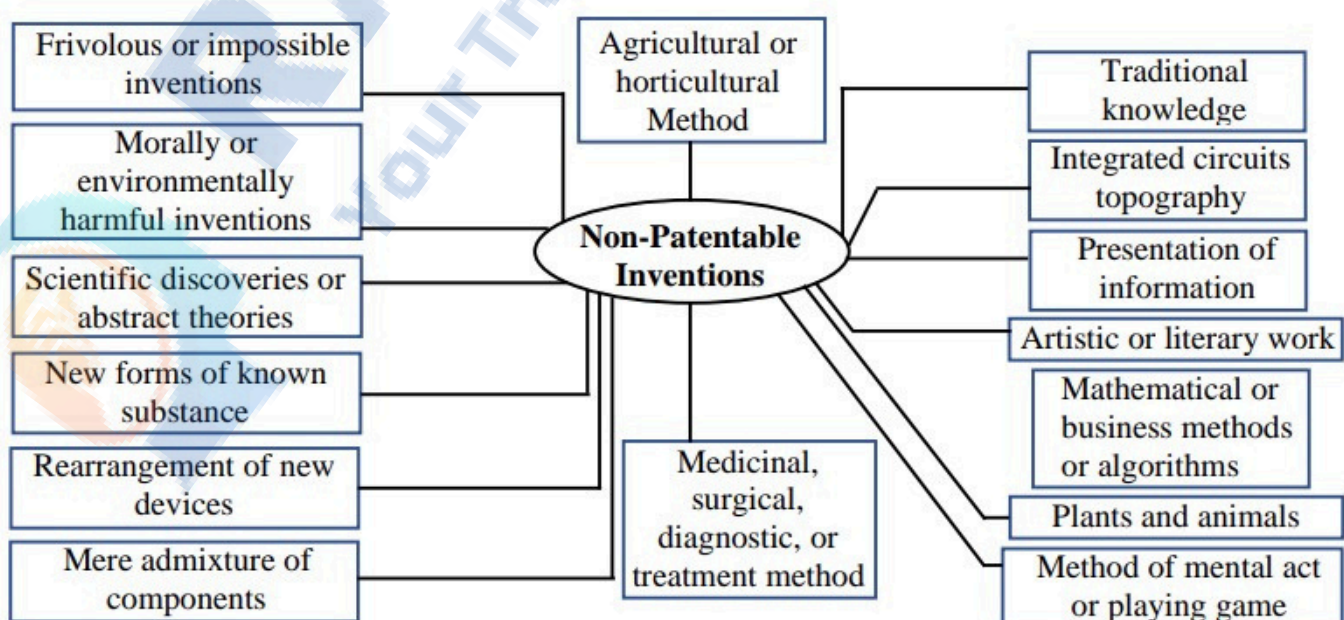 Frivolous or impossible
inventions
Morally or
environmentally
harmful inventions
Scientific discoveries or
abstract theories
New forms of known
substance
Rearrangement of new
devices
Mere admixture of
components
Agricultural or
horticultural
Method
Non-Patentable
Inventions
Medicinal,
surgical,
diagnostic, or
treatment method
Traditional
knowledge
Integrated circuits
topography
Presentation of
information
Artistic or literary work
Mathematical or
business methods
or algorithms
Plants and animals
Method of mental act
or playing game
Your